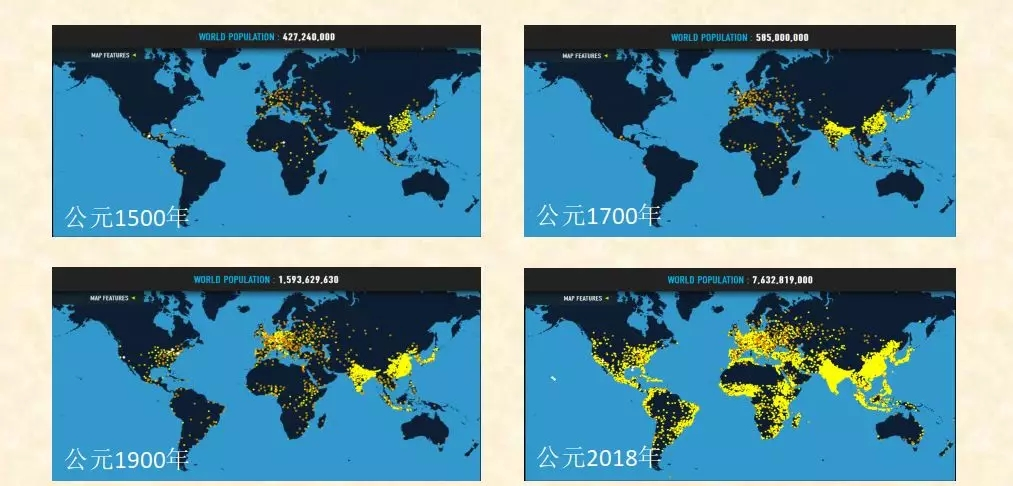 WORLD POPULATION : 427,240,000
MAP FEATURES
公元1500年
WORLD POPULATION : 585,000,000
MAP FEATURES
公元1700年
WORLD POPULATION : 1,593,629,630
MAP FEATURES
公元1900年
WORLD POPULATION : 7,632,819,000
MAP FEATURES
公元2018年